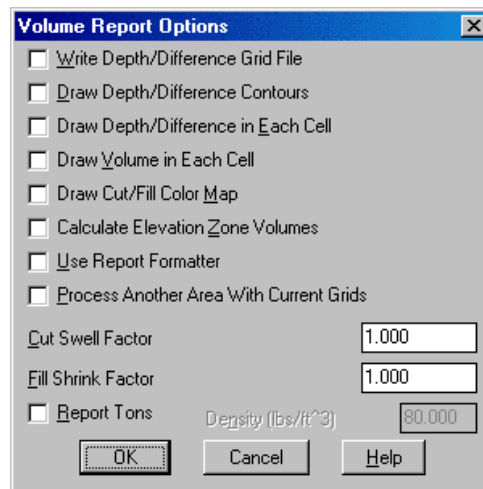 Volume Report Options
Write Depth/Difference Grid File
Draw Depth/Difference Contours
Draw Depth/Difference in Each Cell
Draw Volume in Each Cell
Draw Cut/Fill Color Map
Calculate Elevation Zone Volumes
Use Report Formatter
Process Another Area With Current Grids
Cut Swell Factor 1.000
Fill Shrink Factor 1.000
Report Tons Density (lbs/ft^3) 80.000
OK Cancel Help